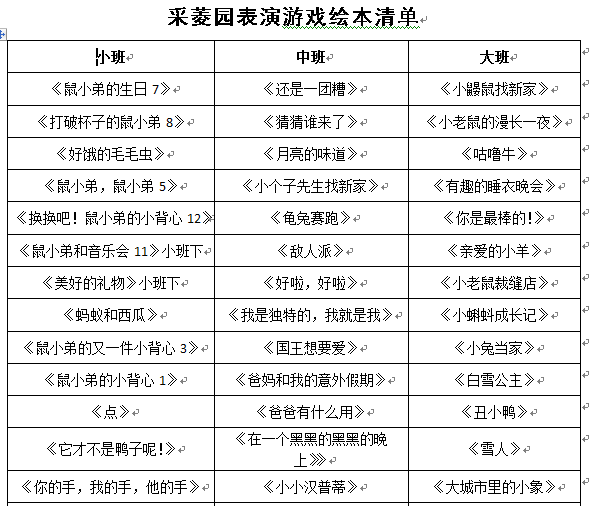 采菱园表演游戏绘本清单
小班 中班 大班
《鼠小弟的生日 7》 《还是一团糟》 《小鼹鼠找新家》
《打破杯子的鼠小弟 8》 《猜猜谁来了》 《小老鼠的漫长一夜》
《好饿的毛毛虫》 《月亮的味道》 《咕噜牛》
《鼠小弟，鼠小弟 5》 《小个子先生找新家》 《有趣的睡衣晚会》
《换换吧！鼠小弟的小背心 12》 《龟兔赛跑》 《你是最棒的!》
《鼠小弟和音乐会 11》小班下 《敌人派》 《亲爱的小羊》
《美好的礼物》小班下 《好啦，好啦》 《小老鼠裁缝店》
《蚂蚁和西瓜》 《我是独特的，我就是我》 《小蝌蚪成长记》
《鼠小弟的又一件小背心 3》 《国王想要爱》 《小兔当家》
《鼠小弟的小背心 1》 《爸妈和我的意外假期》 《白雪公主》
《点》 《爸爸有什么用》 《丑小鸭》
《它才不是鸭子呢!》 《在一个黑黑的黑黑的晚 《雪人》
上》》
《你的手，我的手，他的手》 《小小汉普蒂》 《大城市里的小象》